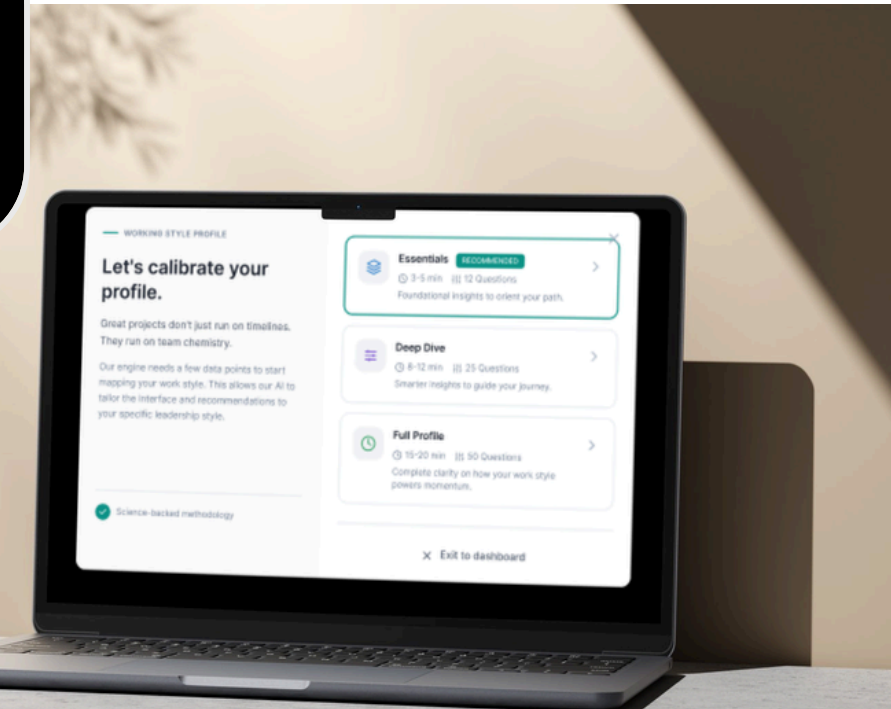 WORKING STYLE PROFILE
Let's calibrate your
profile.
Great projects don't just run on timelines.
They run on team chemistry.
Our engine needs a few data points to start
mapping your work style. This allows our AI to
tailor the interface and recommendations to
your specific leadership style.
Science-backed methodology
Essentials RECOMMENDED
3-5 min 12 Questions
Foundational insights to orient your path.
Deep Dive
8-12 min 25 Questions
Smarter insights to guide your journey.
Full Profile
15-20 min 50 Questions
Complete clarity on how your work style
powers momentum.
Exit to dashboard